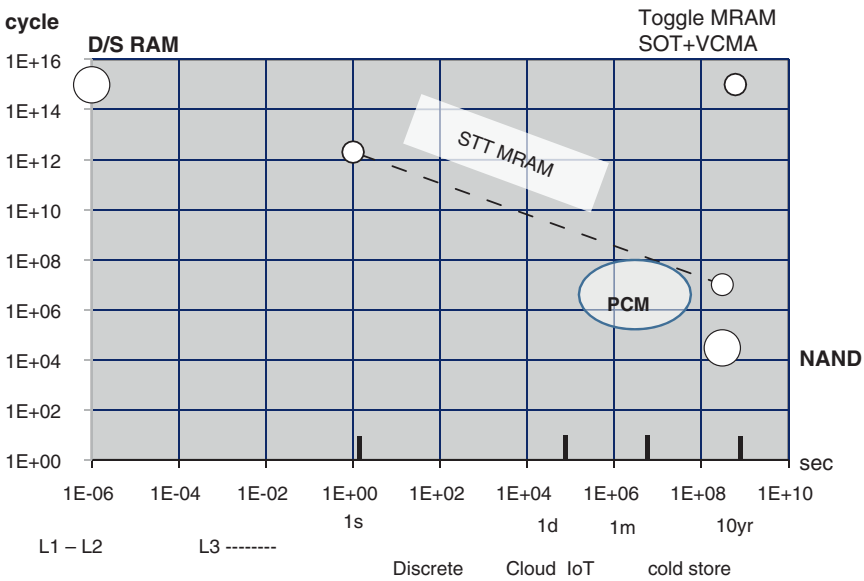 cycle
Toggle MRAM
SOT+VCMA
D/S RAM
1E+16
1E+14
STT MRAM
1E+12
1E+10
1E+08
PCM
1E+06
1E+04
NAND
1E+02
1E+00
sec
1E-06 1E-04 1E-02 1E+00 1E+02 1E+04 1E+06 1E+08 1E+10
1s 1d 1m 10yr
L1 – L2 L3 --------
Discrete Cloud IoT cold store